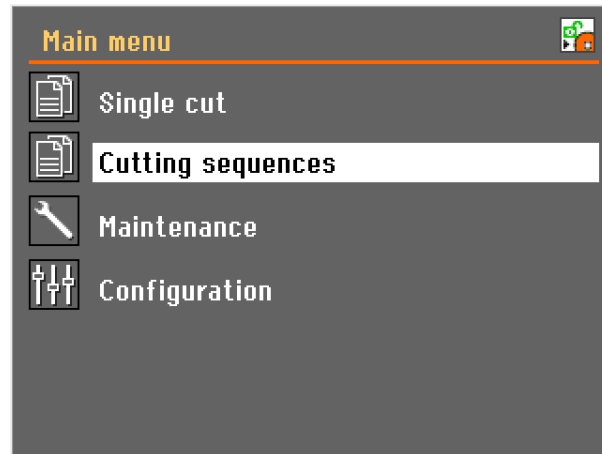 Main menu
Single cut
Cutting sequences
Maintenance
Configuration